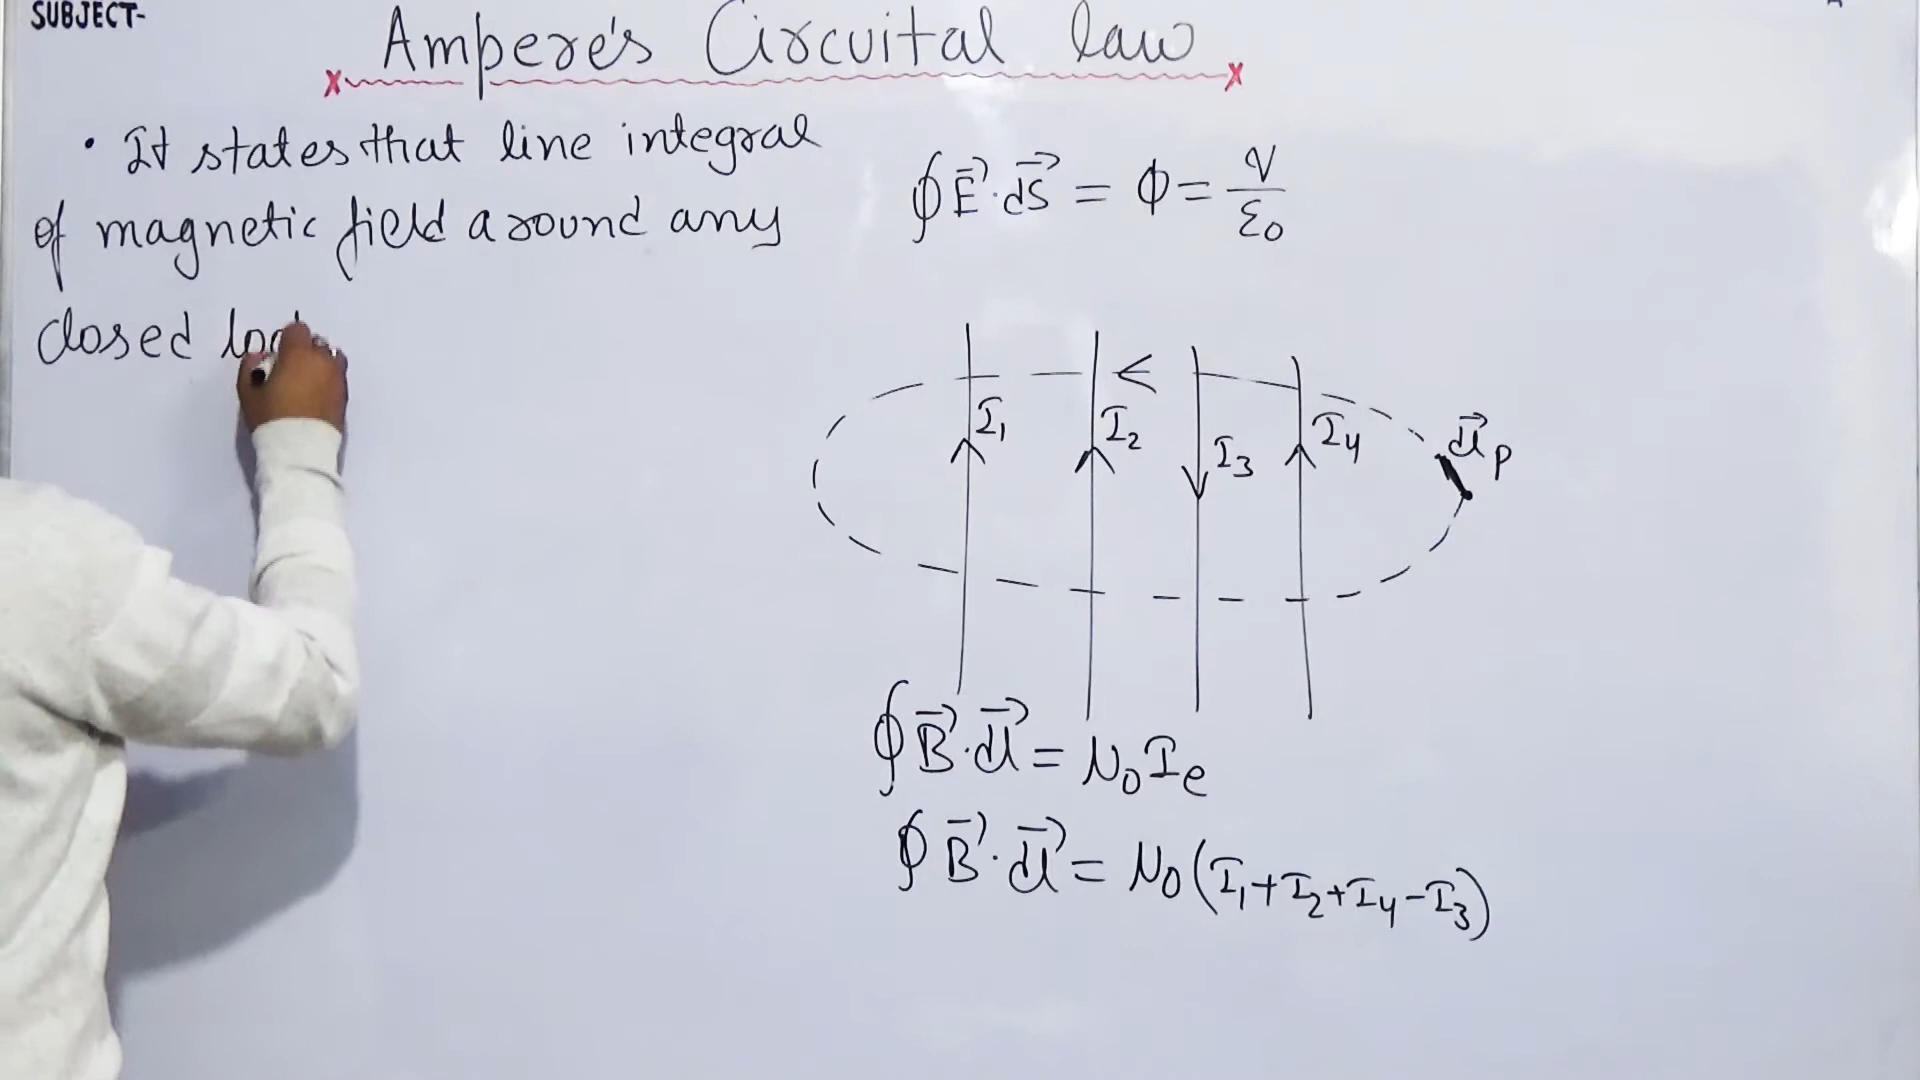 SUBJECT-
Ampere's Circuital law
• It states that line integral
of magnetic field around any
closed loo
∮E⃗·dS⃗ = Φ = q/ε₀
I₁
I₂
I₃
I₄
dl⃗
P
∮B⃗·dl⃗ = μ₀Ie
∮B⃗·dl⃗ = μ₀(I₁+I₂+I₄-I₃)